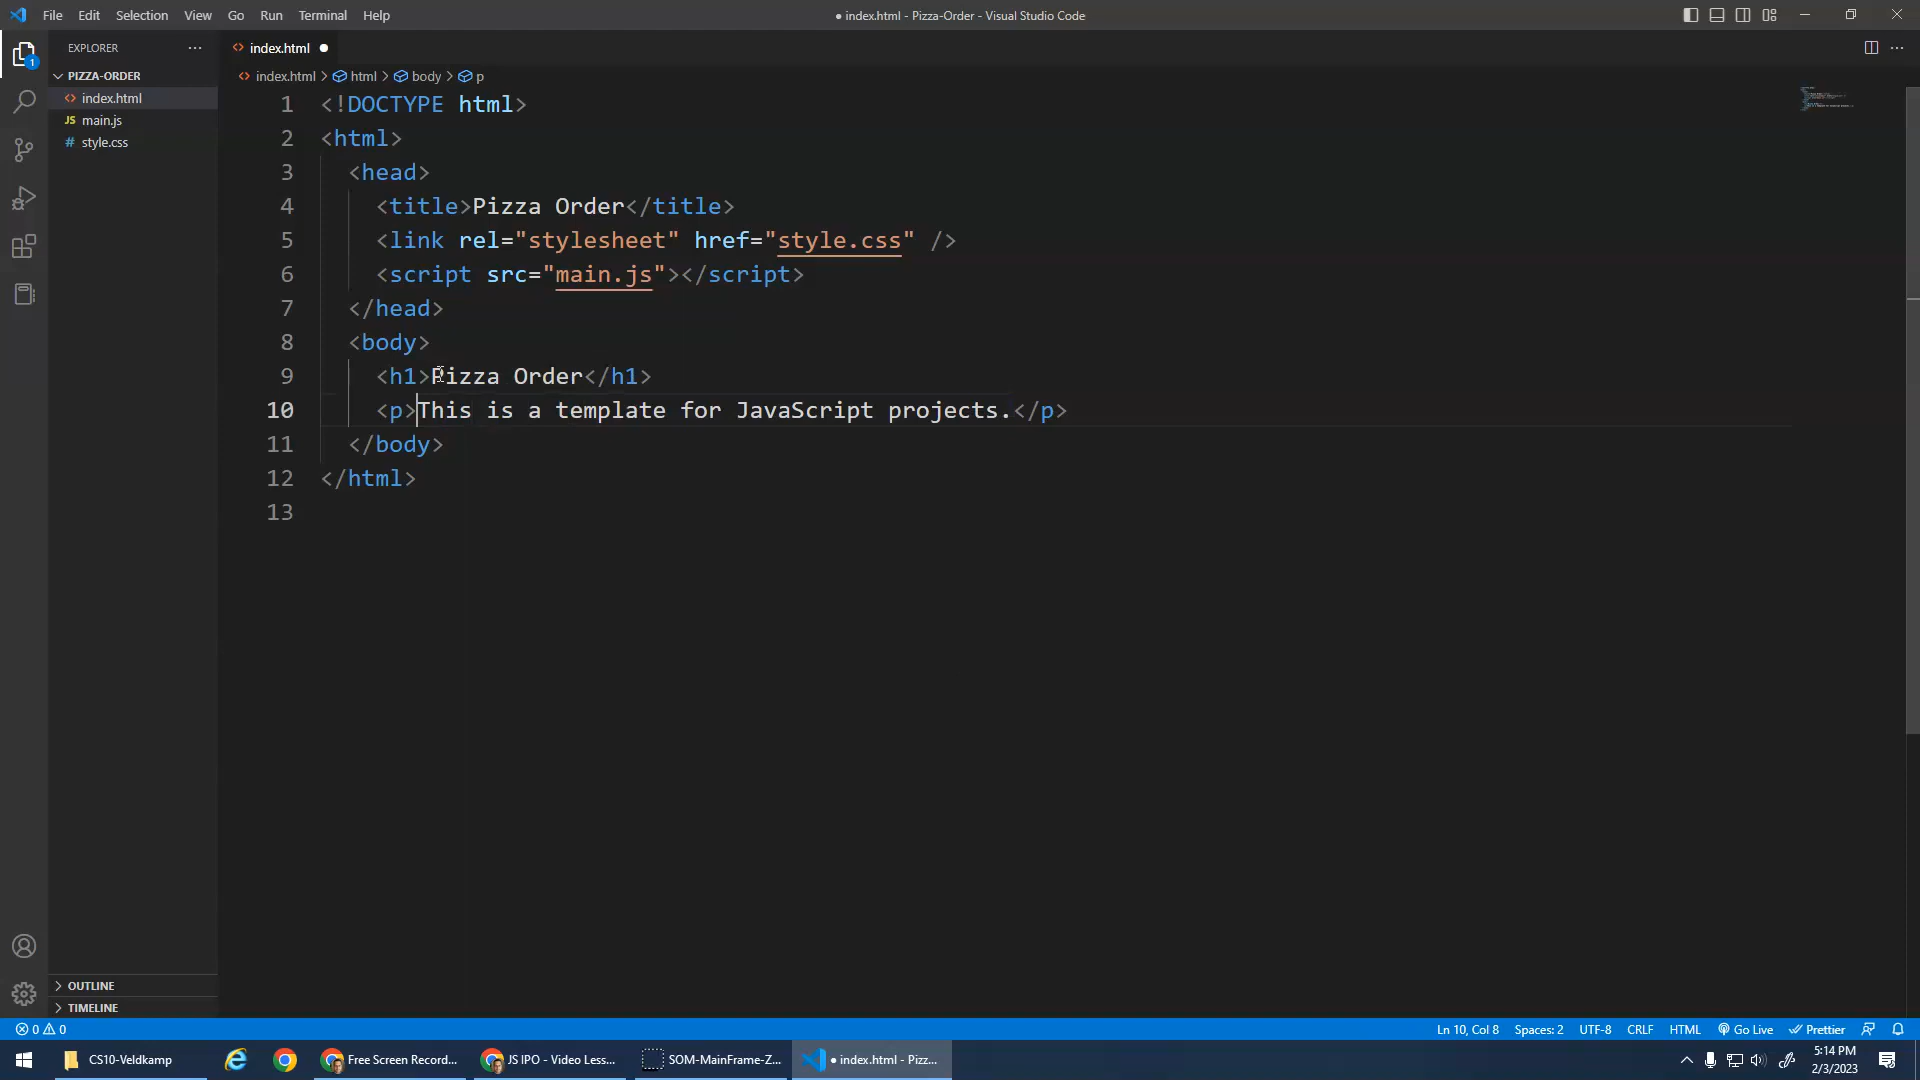 File Edit Selection View Go Run Terminal Help
● index.html - Pizza-Order - Visual Studio Code
EXPLORER ···
index.html ●
PIZZA-ORDER
index.html > html > body > p
index.html
JS main.js
# style.css
1 <!DOCTYPE html>
2 <html>
3 <head>
4 <title>Pizza Order</title>
5 <link rel="stylesheet" href="style.css" />
6 <script src="main.js"></script>
7 </head>
8 <body>
9 <h1>Pizza Order</h1>
10 <p>This is a template for JavaScript projects.</p>
11 </body>
12 </html>
13
1
OUTLINE
TIMELINE
0 0
Ln 10, Col 8 Spaces: 2 UTF-8 CRLF HTML Go Live Prettier
CS10-Veldkamp
Free Screen Record...
JS IPO - Video Less...
SOM-MainFrame-Z...
● index.html - Pizz...
5:14 PM
2/3/2023